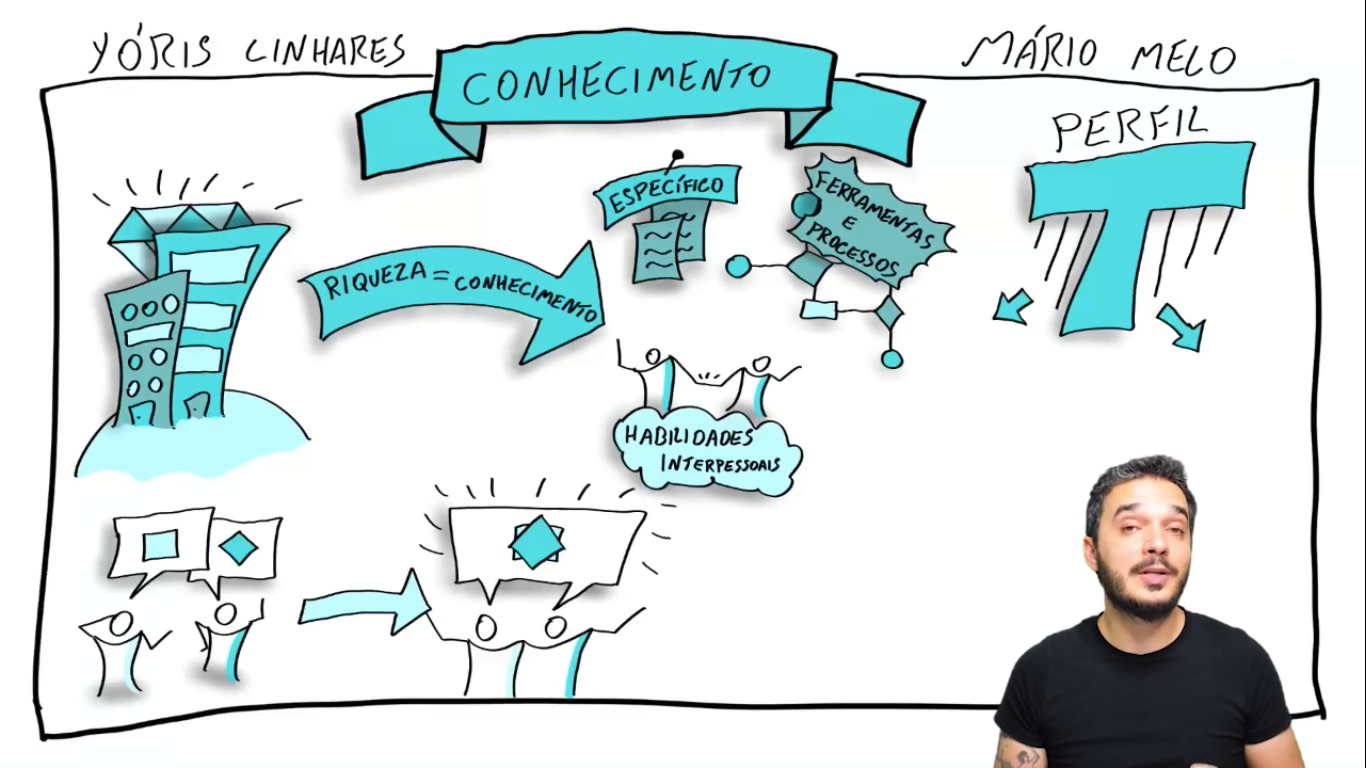 YÓRIS LINHARES
CONHECIMENTO
MÁRIO MELO
PERFIL
T
ESPECÍFICO
FERRAMENTAS
E
PROCESSOS
RIQUEZA = CONHECIMENTO
HABILIDADES
INTERPESSOAIS